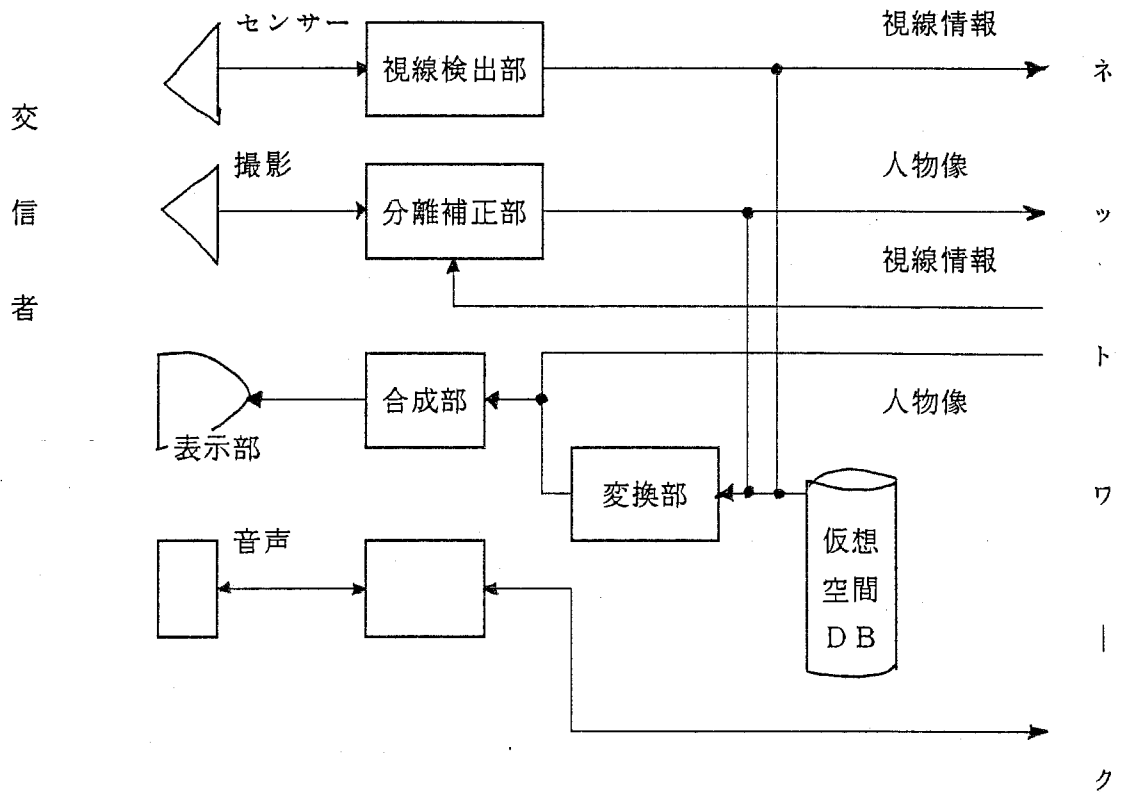 交信者
センサー
視線検出部
視線情報
撮影
分離補正部
人物像
視線情報
合成部
表示部
人物像
変換部
仮想
空間
DB
音声
ネットワーク